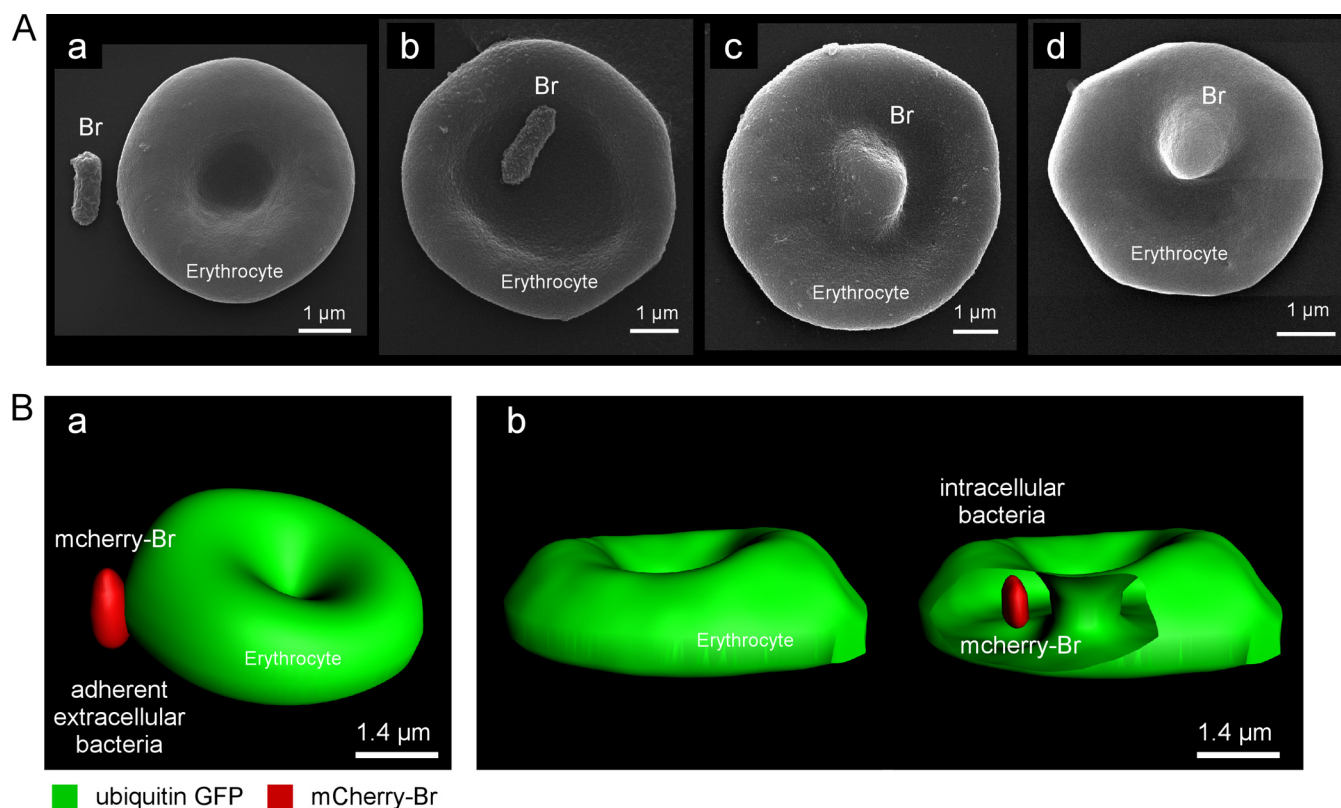 A
a
Br
Erythrocyte
1 µm
b
Br
Erythrocyte
1 µm
c
Br
Erythrocyte
1 µm
d
Br
Erythrocyte
1 µm
B
a
mcherry-Br
Erythrocyte
adherent
extracellular
bacteria
1.4 µm
b
Erythrocyte
intracellular
bacteria
mcherry-Br
1.4 µm
ubiquitin GFP
mCherry-Br